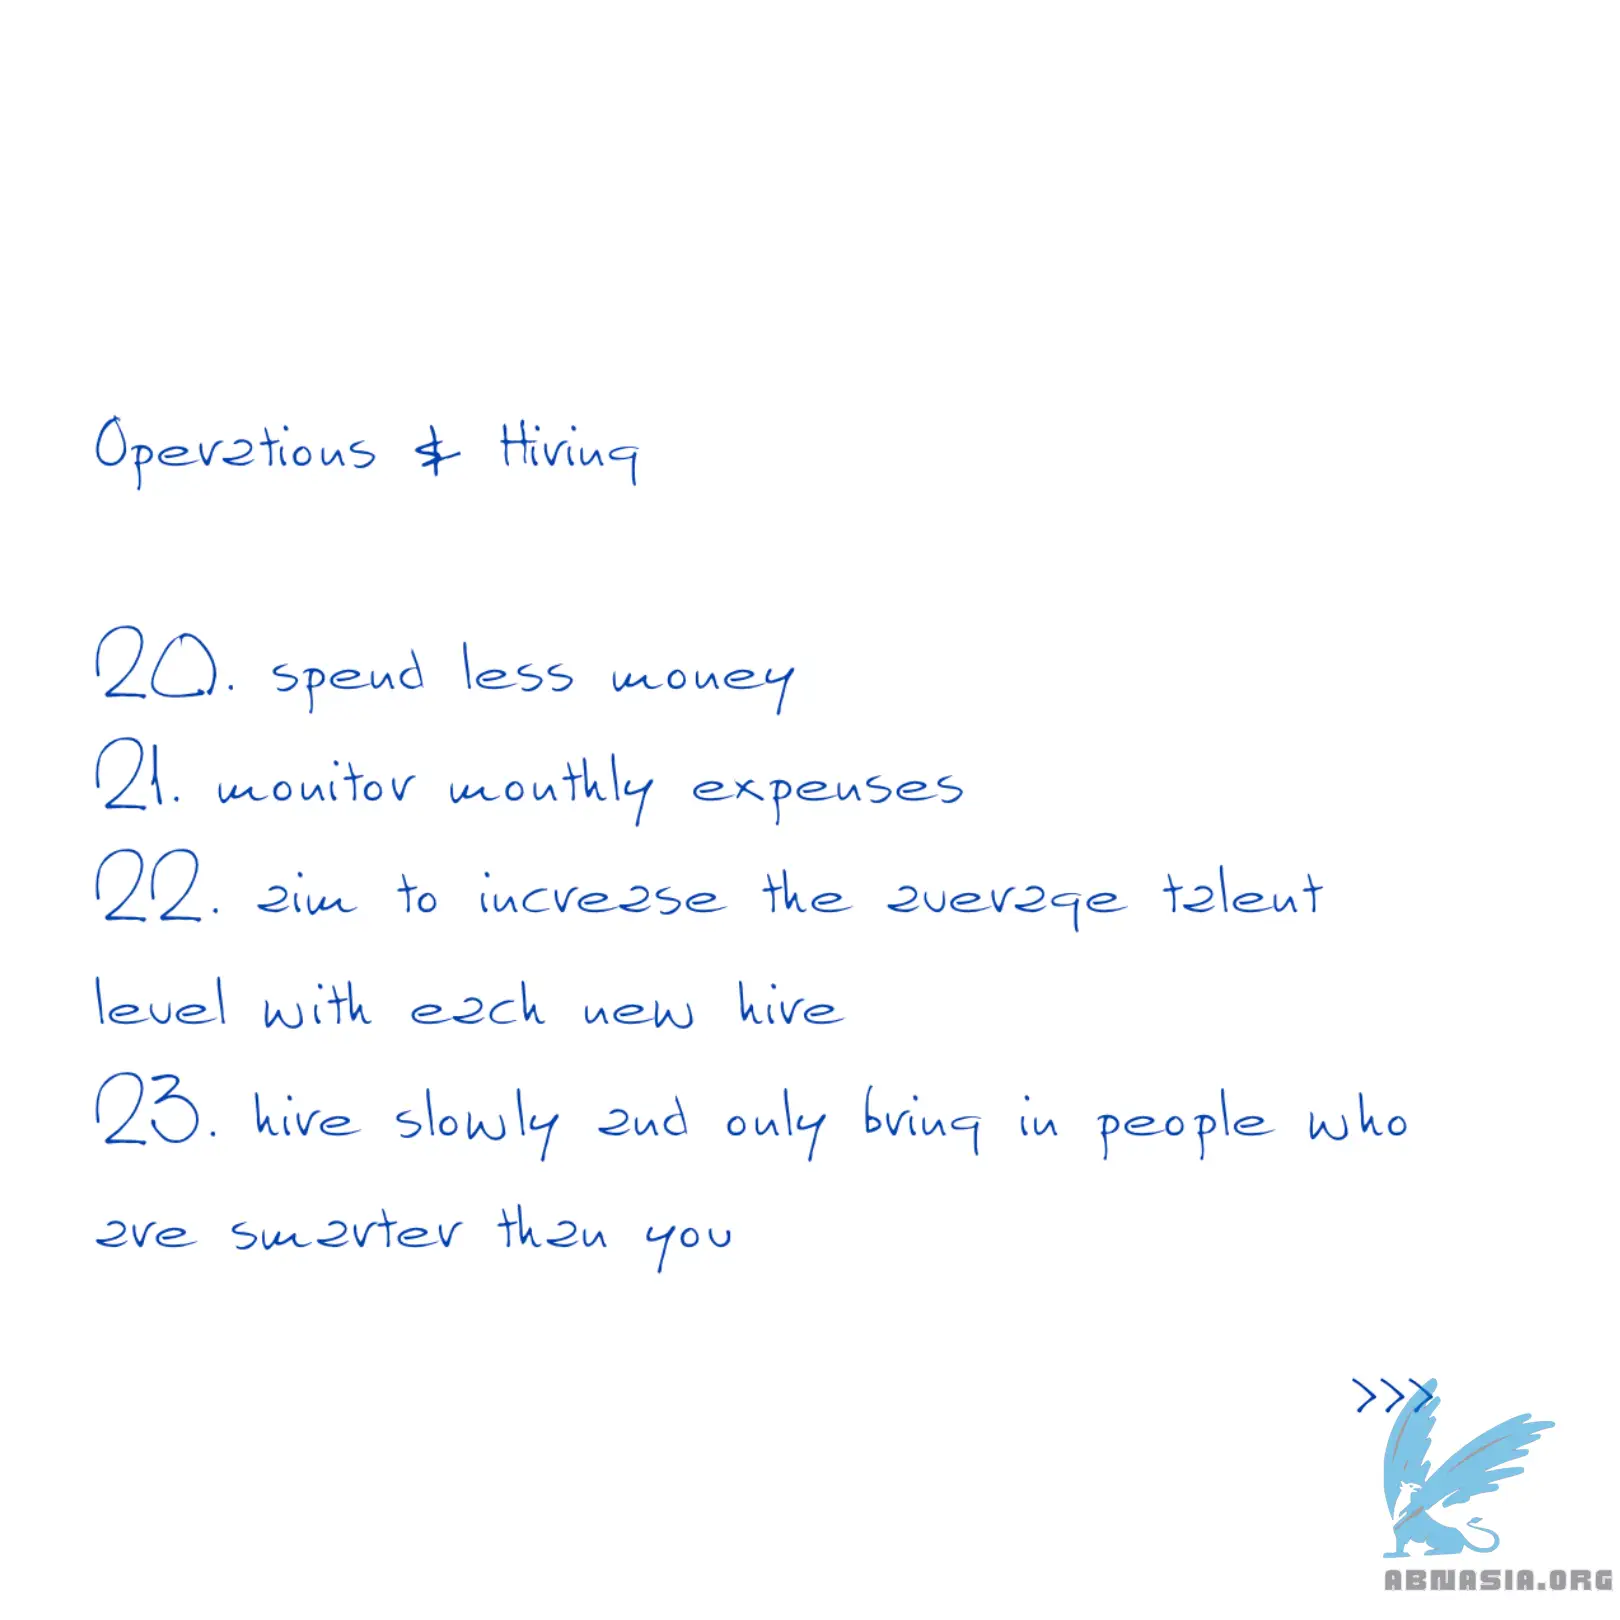 Operations & Hiring
20. spend less money
21. monitor monthly expenses
22. aim to increase the average talent
level with each new hire
23. hire slowly and only bring in people who
are smarter than you
>>>
ABNASIA.ORG